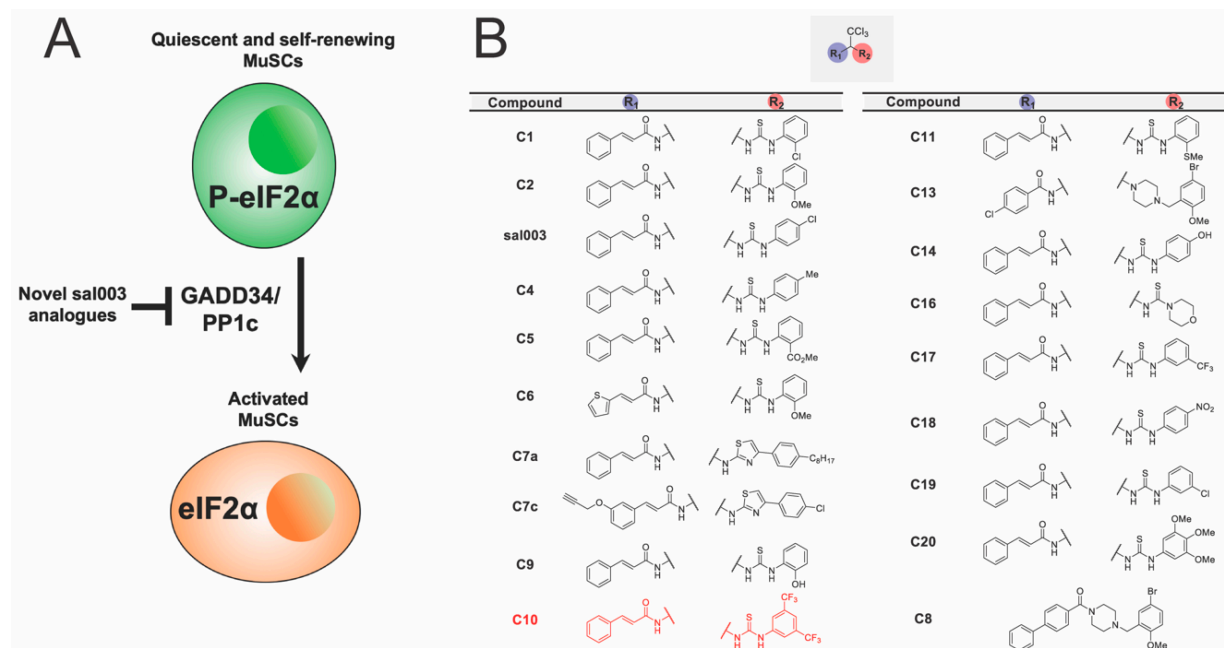 A
Quiescent and self-renewing
MuSCs
P-eIF2α
Novel sal003
analogues
GADD34/
PP1c
Activated
MuSCs
eIF2α
B
CCl3
R1 R2
Compound R1 R2
C1
O
N
H
S
N
H
N
H
Cl
C2
O
N
H
S
N
H
N
H
OMe
sal003
O
N
H
S
N
H
N
H
Cl
C4
O
N
H
S
N
H
N
H
Me
C5
O
N
H
S
N
H
N
H
CO2Me
C6
S
O
N
H
S
N
H
N
H
OMe
C7a
O
N
H
N
H
S
N
C8H17
C7c
O
O
N
H
N
H
S
N
Cl
C9
O
N
H
S
N
H
N
H
OH
C10
O
N
H
S
N
H
N
H
CF3
CF3
Compound R1 R2
C11
O
N
H
S
N
H
N
H
SMe
C13
Cl
O
N
H
N
N
Br
OMe
C14
O
N
H
S
N
H
N
H
OH
C16
O
N
H
S
N
H
N
O
C17
O
N
H
S
N
H
N
H
CF3
C18
O
N
H
S
N
H
N
H
NO2
C19
O
N
H
S
N
H
N
H
Cl
C20
O
N
H
S
N
H
N
H
OMe
OMe
OMe
C8
O
N
N
Br
OMe